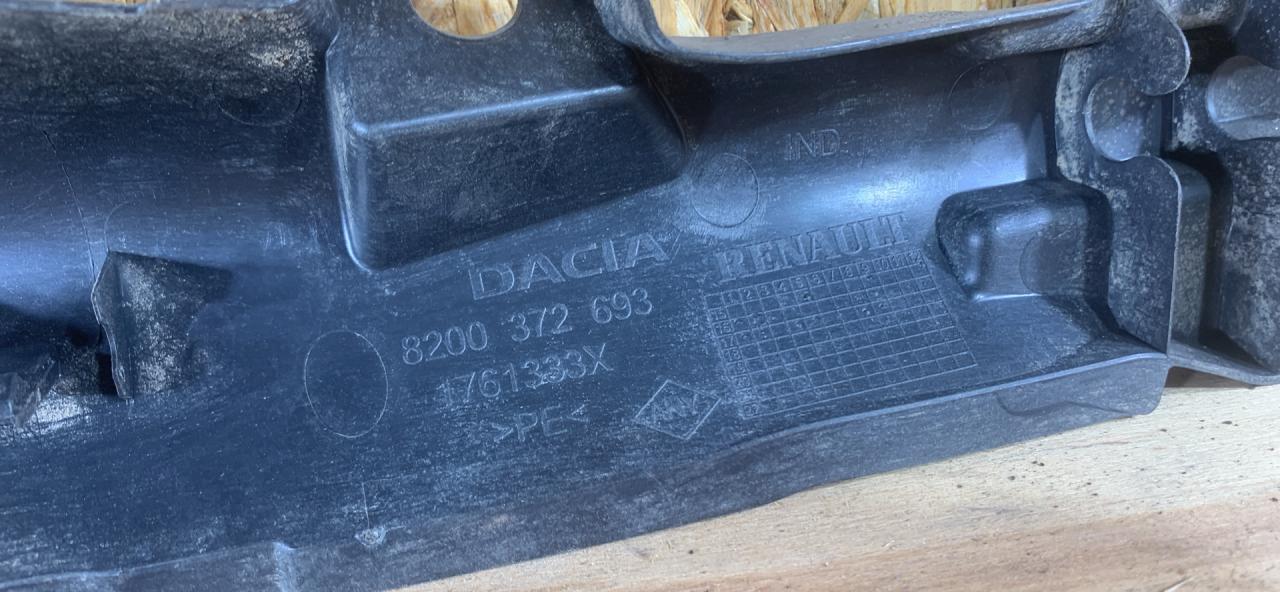 IND
DACIA
RENAULT
8200 372 693
1761333X
>PE<